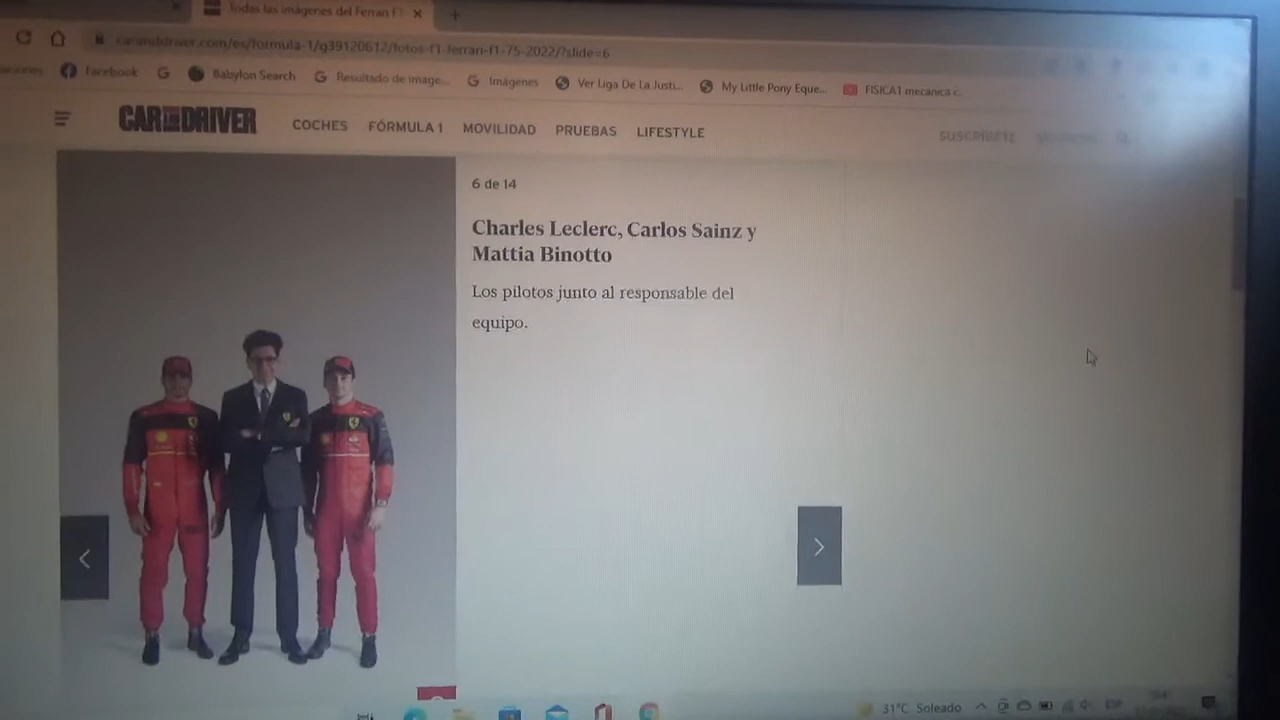 Todas las imágenes del Ferrari F1
caranddriver.com/es/formula-1/g39120612/fotos-f1-ferrari-f1-75-2022/?slide=6
Facebook
Babylon Search
Resultado de image...
Imágenes
Ver Liga De La Justi...
My Little Pony Eque...
FISICA1 mecanica c...
CAR AND DRIVER
COCHES
FÓRMULA 1
MOVILIDAD
PRUEBAS
LIFESTYLE
SUSCRÍBETE
6 de 14
Charles Leclerc, Carlos Sainz y
Mattia Binotto
Los pilotos junto al responsable del
equipo.
31°C Soleado
ESP